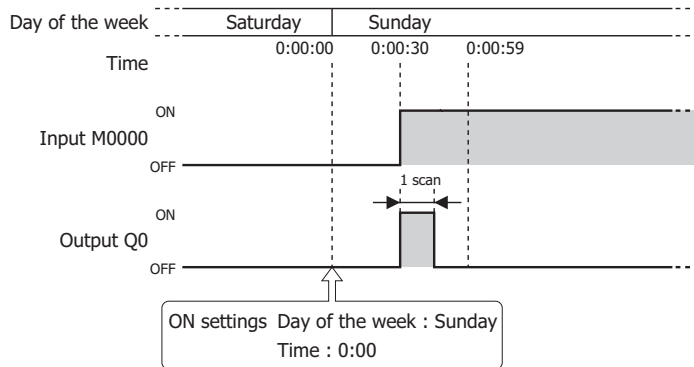 Day of the week Saturday Sunday
Time 0:00:00 0:00:30 0:00:59
Input M0000 ON OFF
1 scan
Output Q0 ON OFF
ON settings Day of the week : Sunday
Time : 0:00